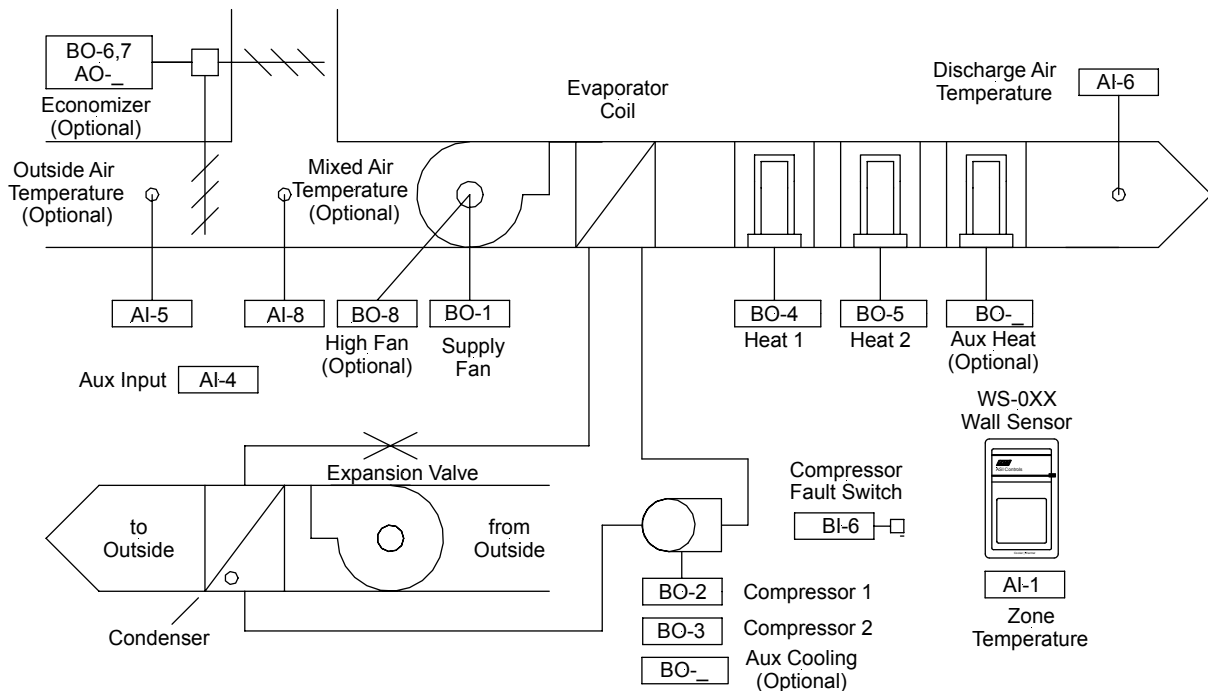 BO-6,7
AO-_
Economizer
(Optional)
Evaporator
Coil
Discharge Air
Temperature
AI-6
Outside Air
Temperature
(Optional)
Mixed Air
Temperature
(Optional)
AI-5
AI-8
BO-8
High Fan
(Optional)
BO-1
Supply
Fan
BO-4
Heat 1
BO-5
Heat 2
BO-_
Aux Heat
(Optional)
Aux Input
AI-4
WS-0XX
Wall Sensor
Expansion Valve
Compressor
Fault Switch
BI-6
to
Outside
from
Outside
Condenser
BO-2
Compressor 1
BO-3
Compressor 2
BO-_
Aux Cooling
(Optional)
AI-1
Zone
Temperature